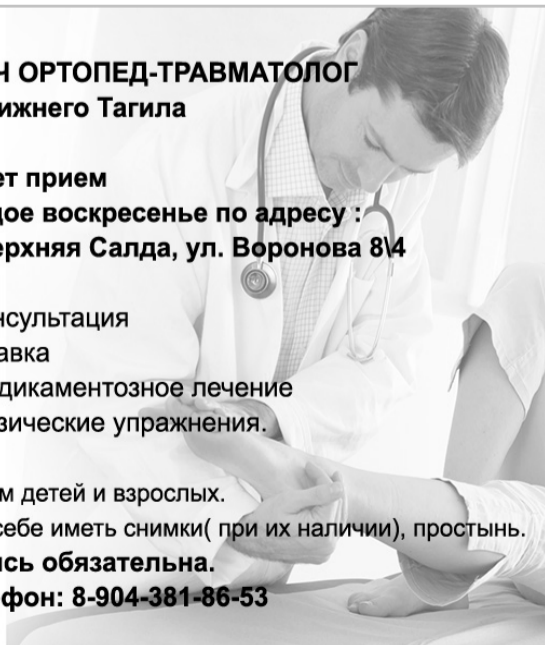 Ч ОРТОПЕД-ТРАВМАТОЛОГ
ижнего Тагила
ет прием
дое воскресенье по адресу :
ерхняя Салда, ул. Воронова 8\4
нсультация
авка
дикаментозное лечение
зические упражнения.
м детей и взрослых.
себе иметь снимки( при их наличии), простынь.
ись обязательна.
фон: 8-904-381-86-53